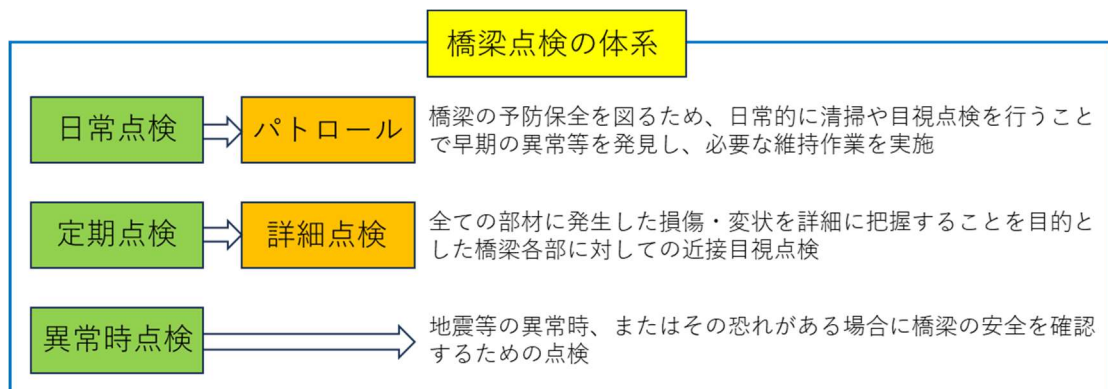 橋梁点検の体系
日常点検
パトロール
橋梁の予防保全を図るため、日常的に清掃や目視点検を行うこと
で早期の異常等を発見し、必要な維持作業を実施
定期点検
詳細点検
全ての部材に発生した損傷・変状を詳細に把握することを目的と
した橋梁各部に対しての近接目視点検
異常時点検
地震等の異常時、またはその恐れがある場合に橋梁の安全を確認
するための点検